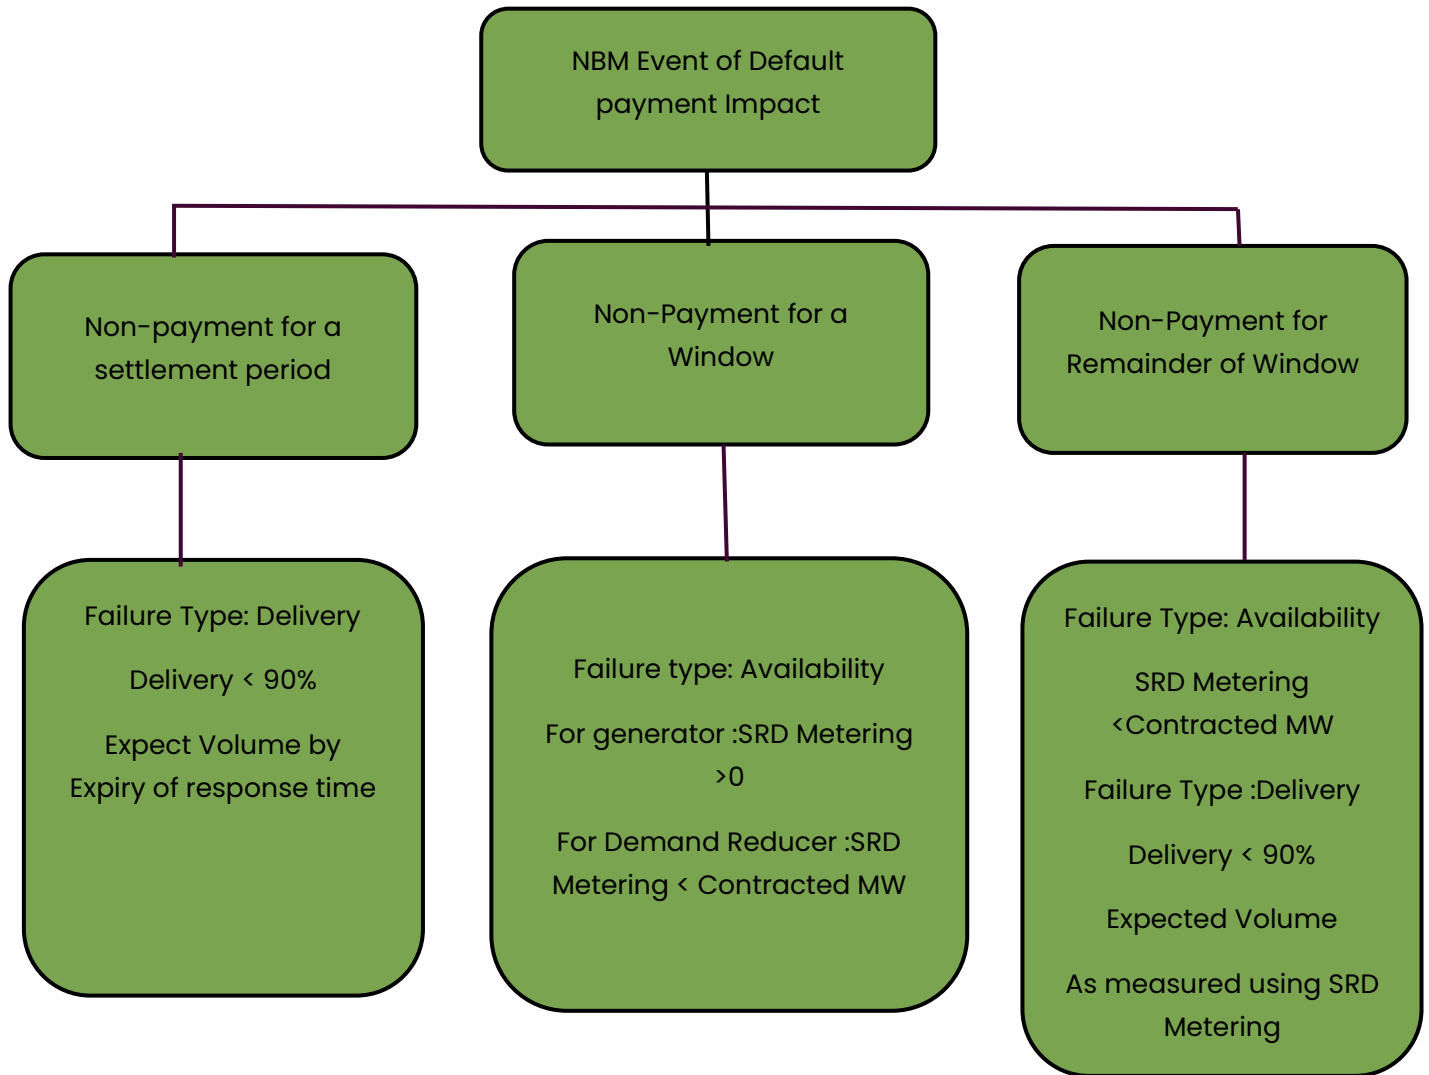 NBM Event of Default
payment Impact
Non-payment for a
settlement period
Non-Payment for a
Window
Non-Payment for
Remainder of Window
Failure Type: Delivery
Delivery < 90%
Expect Volume by
Expiry of response time
Failure type: Availability
For generator :SRD Metering
>0
For Demand Reducer :SRD
Metering < Contracted MW
Failure Type: Availability
SRD Metering
<Contracted MW
Failure Type :Delivery
Delivery < 90%
Expected Volume
As measured using SRD
Metering